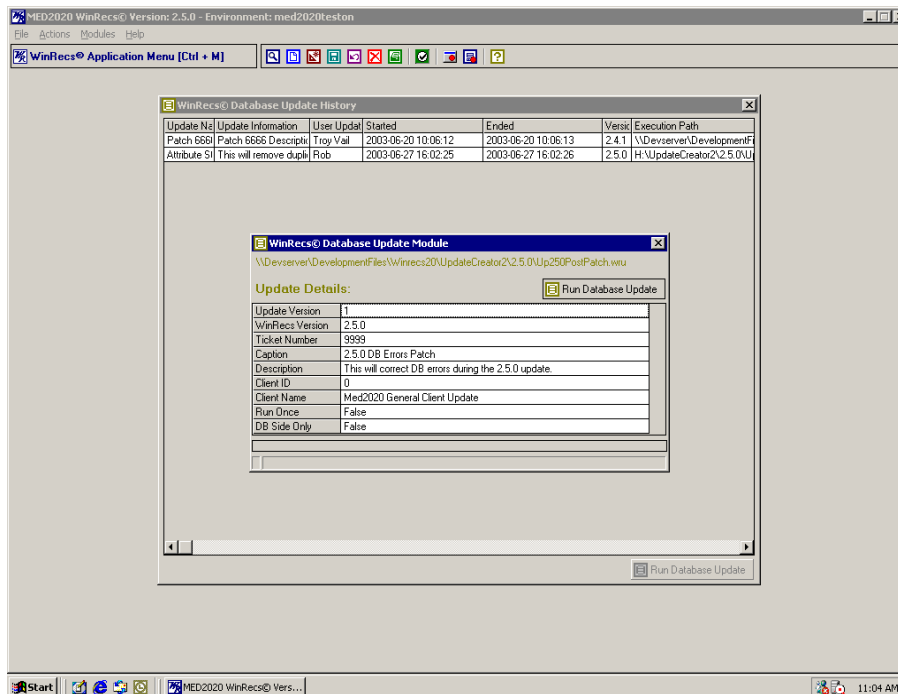 MED2020 WinRecs© Version: 2.5.0 - Environment: med2020teston
File Actions Modules Help
WinRecs© Application Menu [Ctrl + M]
WinRecs© Database Update History
Update Na Update Information User Updat Started Ended Versic Execution Path
Patch 666 Patch 6666 Descriptic Troy Vail 2003-06-20 10:06:12 2003-06-20 10:06:13 2.4.1 \\Devserver\DevelopmentFi
Attribute Sl This will remove dupli Rob 2003-06-27 16:02:25 2003-06-27 16:02:26 2.5.0 H:\UpdateCreator2\2.5.0\Up
WinRecs© Database Update Module
\\Devserver\DevelopmentFiles\Winrecs20\UpdateCreator2\2.5.0\Up250PostPatch.wru
Update Details:
Run Database Update
Update Version 1
WinRecs Version 2.5.0
Ticket Number 9999
Caption 2.5.0 DB Errors Patch
Description This will correct DB errors during the 2.5.0 update.
Client ID 0
Client Name Med2020 General Client Update
Run Once False
DB Side Only False
Run Database Update
Start MED2020 WinRecs© Vers... 11:04 AM